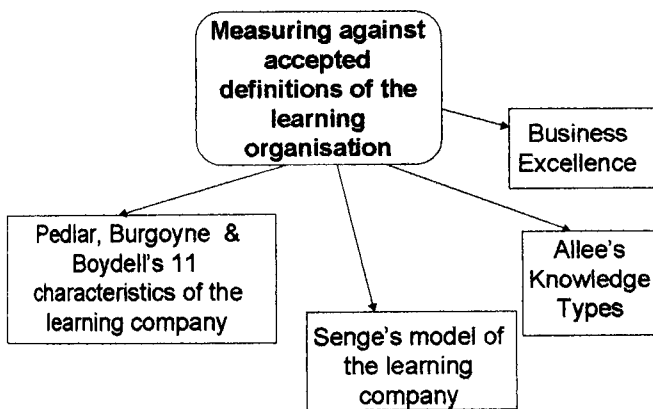 Measuring against
accepted
definitions of the
learning
organisation
Business
Excellence
Pedlar, Burgoyne &
Boydell's 11
characteristics of the
learning company
Allee's
Knowledge
Types
Senge's model of
the learning
company